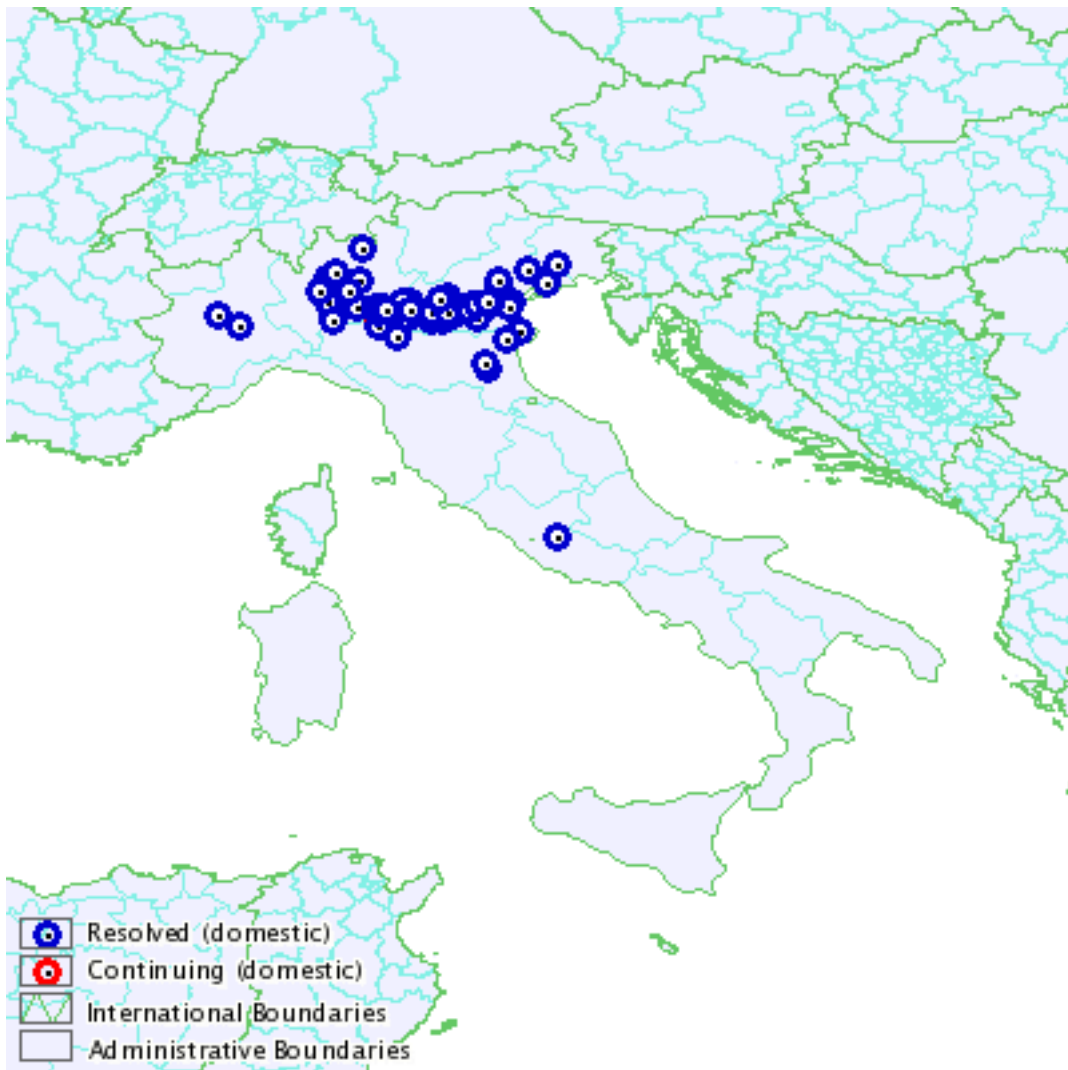 Resolved (domestic)
Continuing (domestic)
International Boundaries
Administrative Boundaries